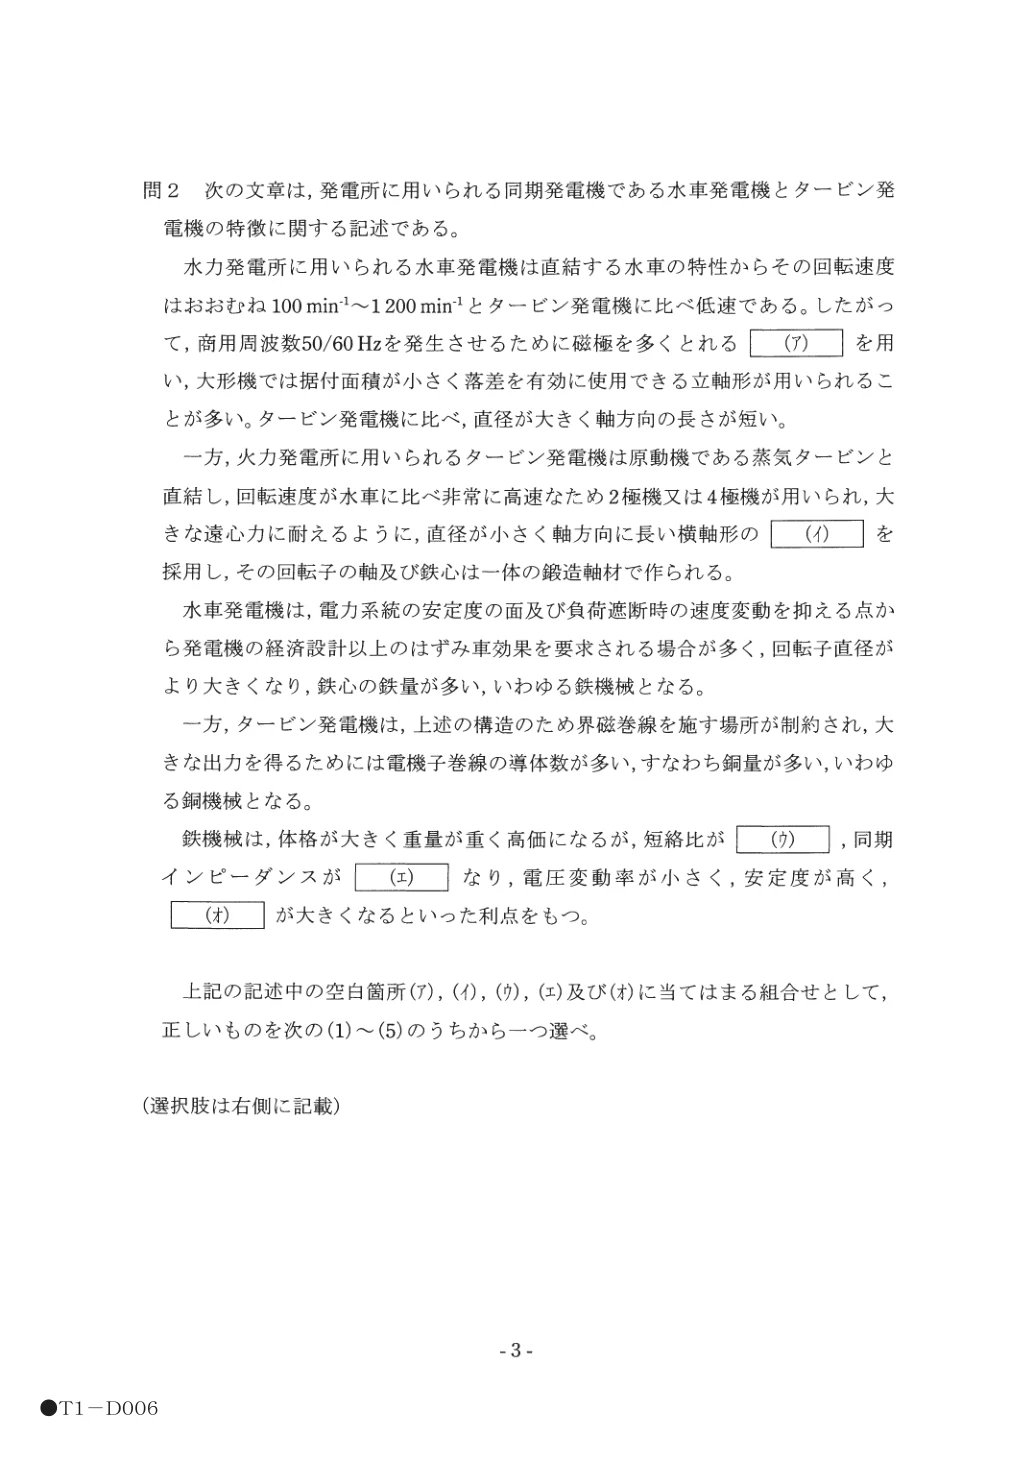 問2 次の文章は,発電所に用いられる同期発電機である水車発電機とタービン発
電機の特徴に関する記述である。
水力発電所に用いられる水車発電機は直結する水車の特性からその回転速度
はおおむね100 min⁻¹～1 200 min⁻¹とタービン発電機に比べ低速である。したがっ
て,商用周波数50/60 Hzを発生させるために磁極を多くとれる (ア) を用
い,大形機では据付面積が小さく落差を有効に使用できる立軸形が用いられるこ
とが多い。タービン発電機に比べ,直径が大きく軸方向の長さが短い。
一方,火力発電所に用いられるタービン発電機は原動機である蒸気タービンと
直結し,回転速度が水車に比べ非常に高速なため2極機又は4極機が用いられ,大
きな遠心力に耐えるように,直径が小さく軸方向に長い横軸形の (イ) を
採用し,その回転子の軸及び鉄心は一体の鍛造軸材で作られる。
水車発電機は,電力系統の安定度の面及び負荷遮断時の速度変動を抑える点か
ら発電機の経済設計以上のはずみ車効果を要求される場合が多く,回転子直径が
より大きくなり,鉄心の鉄量が多い,いわゆる鉄機械となる。
一方,タービン発電機は,上述の構造のため界磁巻線を施す場所が制約され,大
きな出力を得るためには電機子巻線の導体数が多い,すなわち銅量が多い,いわゆ
る銅機械となる。
鉄機械は,体格が大きく重量が重く高価になるが,短絡比が (ウ) ,同期
インピーダンスが (エ) なり,電圧変動率が小さく,安定度が高く,
(オ) が大きくなるといった利点をもつ。
上記の記述中の空白箇所(ア),(イ),(ウ),(エ)及び(オ)に当てはまる組合せとして,
正しいものを次の(1)～(5)のうちから一つ選べ。
(選択肢は右側に記載)
- 3 -
●T1－D006